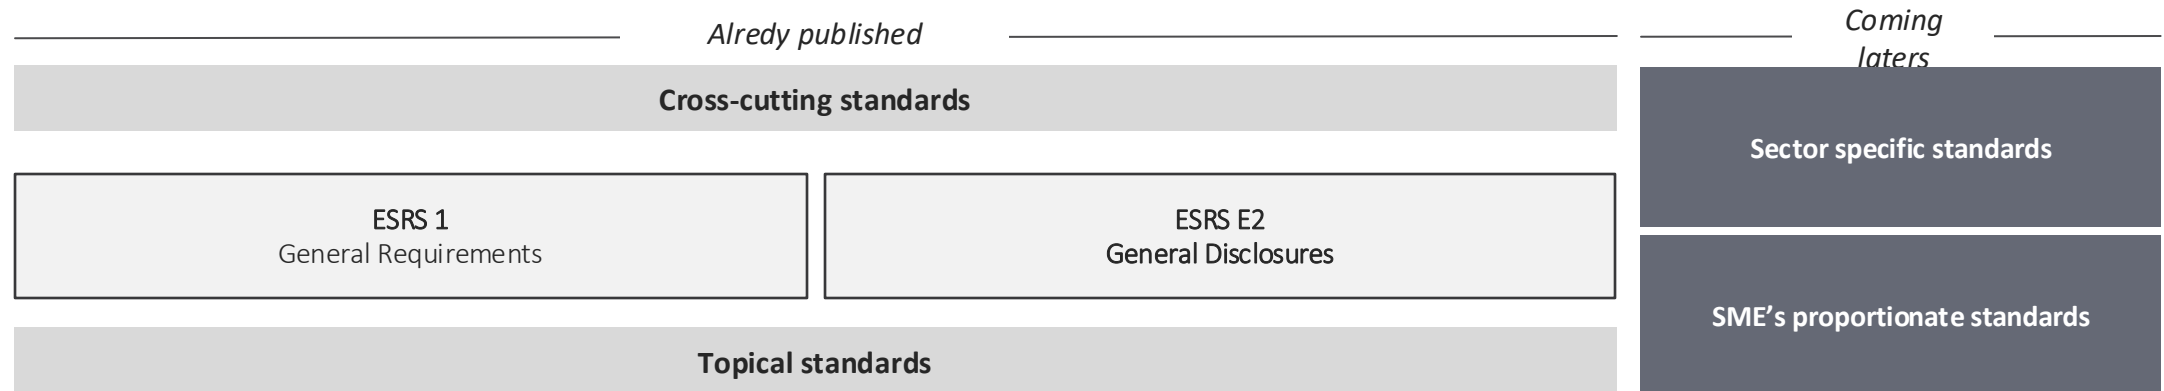 Alredy published
Coming
laters
Cross-cutting standards
Sector specific standards
ESRS 1
General Requirements
ESRS E2
General Disclosures
SME’s proportionate standards
Topical standards